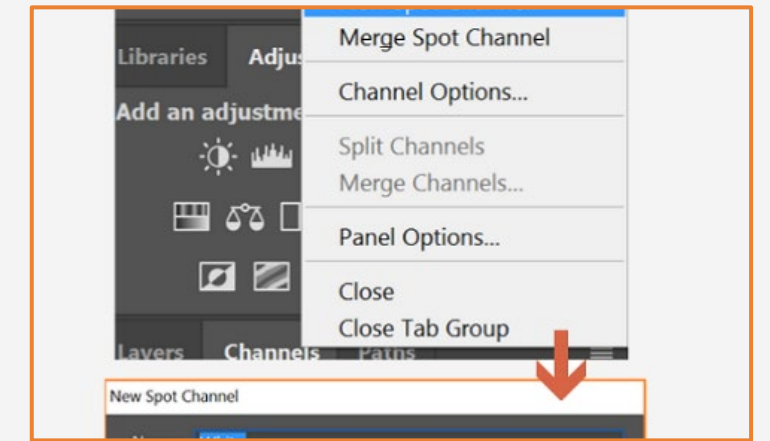 Merge Spot Channel
Libraries Adjus
Channel Options...
Add an adjustme
Split Channels
Merge Channels...
Panel Options...
Close
Close Tab Group
Layers Channels Paths
New Spot Channel